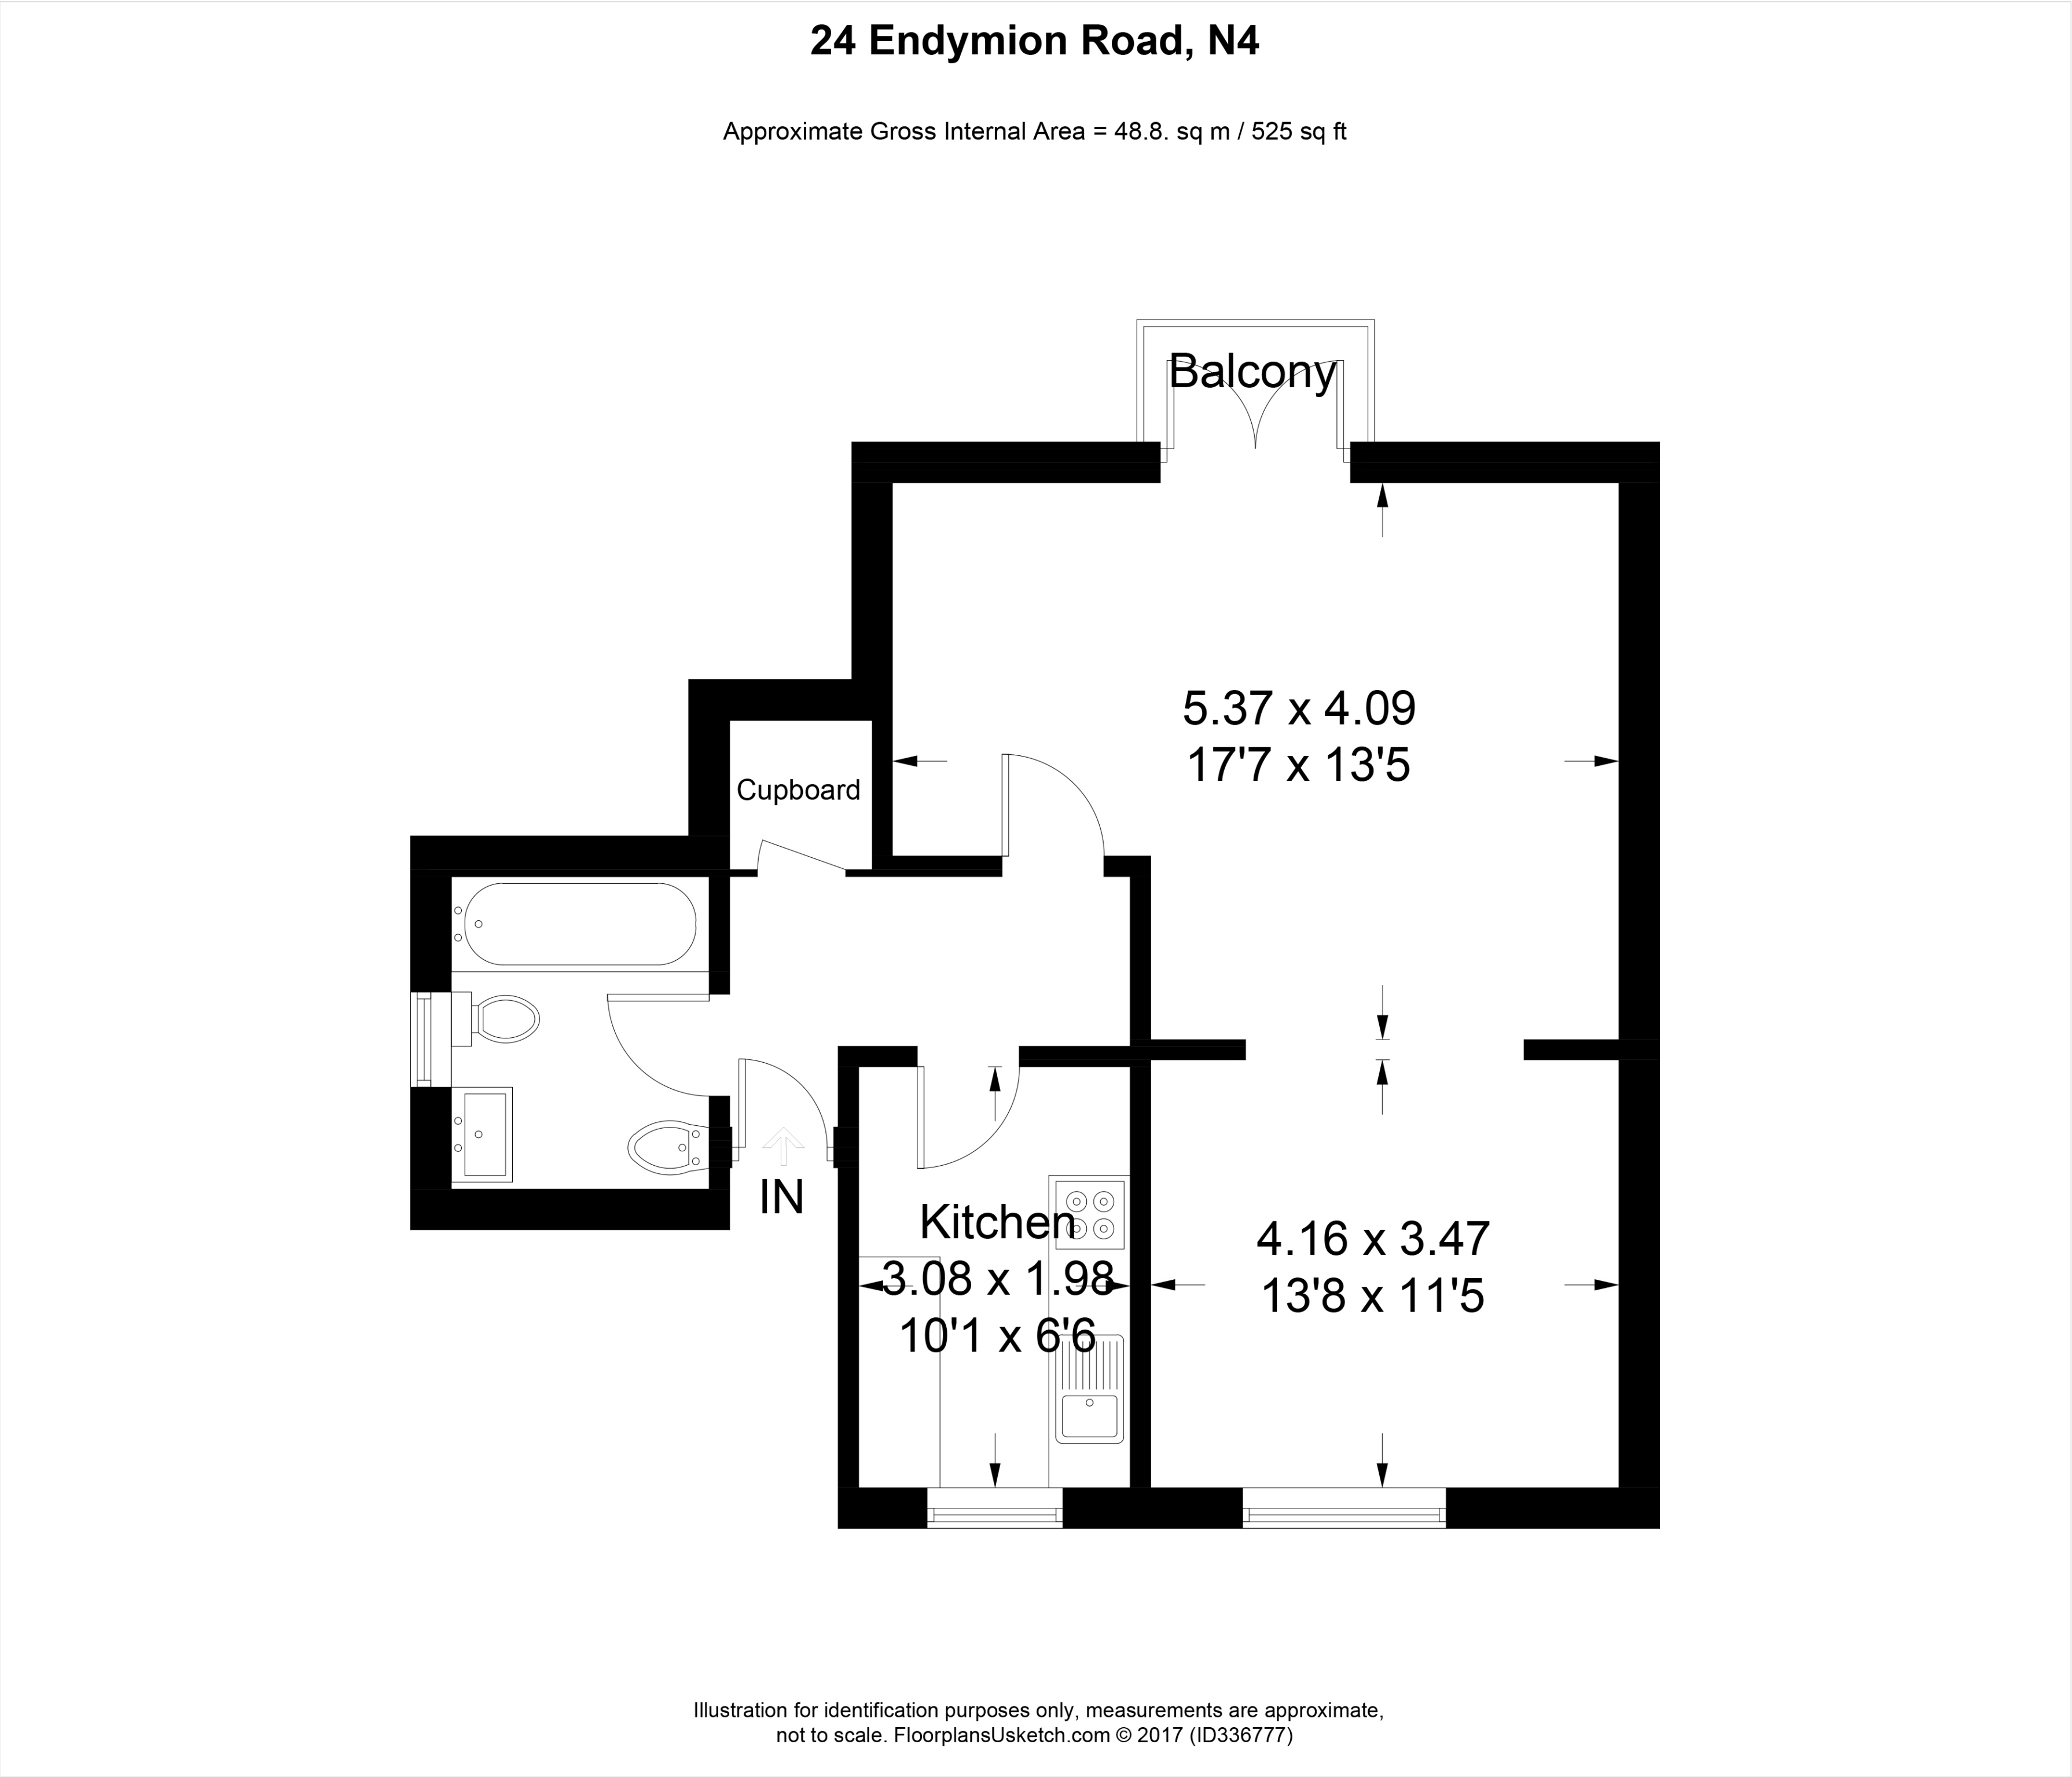 24 Endymion Road, N4
Approximate Gross Internal Area = 48.8. sq m / 525 sq ft
Balcony
5.37 x 4.09
17'7 x 13'5
Cupboard
IN
Kitchen
3.08 x 1.98
10'1 x 6'6
4.16 x 3.47
13'8 x 11'5
Illustration for identification purposes only, measurements are approximate,
not to scale. FloorplansUsketch.com © 2017 (ID336777)